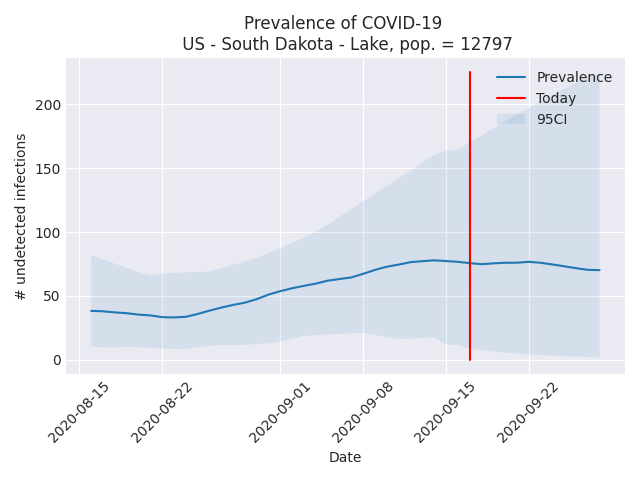 Prevalence of COVID-19
US - South Dakota - Lake, pop. = 12797
Prevalence
Today
95CI
200
150
100
50
0
# undetected infections
2020-08-15
2020-08-22
2020-09-01
2020-09-08
2020-09-15
2020-09-22
Date